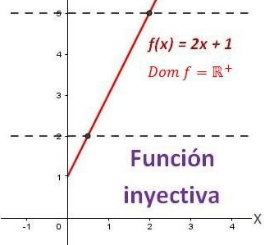 5
f(x) = 2x + 1
4
Dom f = ℝ⁺
3
2
Función
1
inyectiva
X
-1 0 1 2 3 4